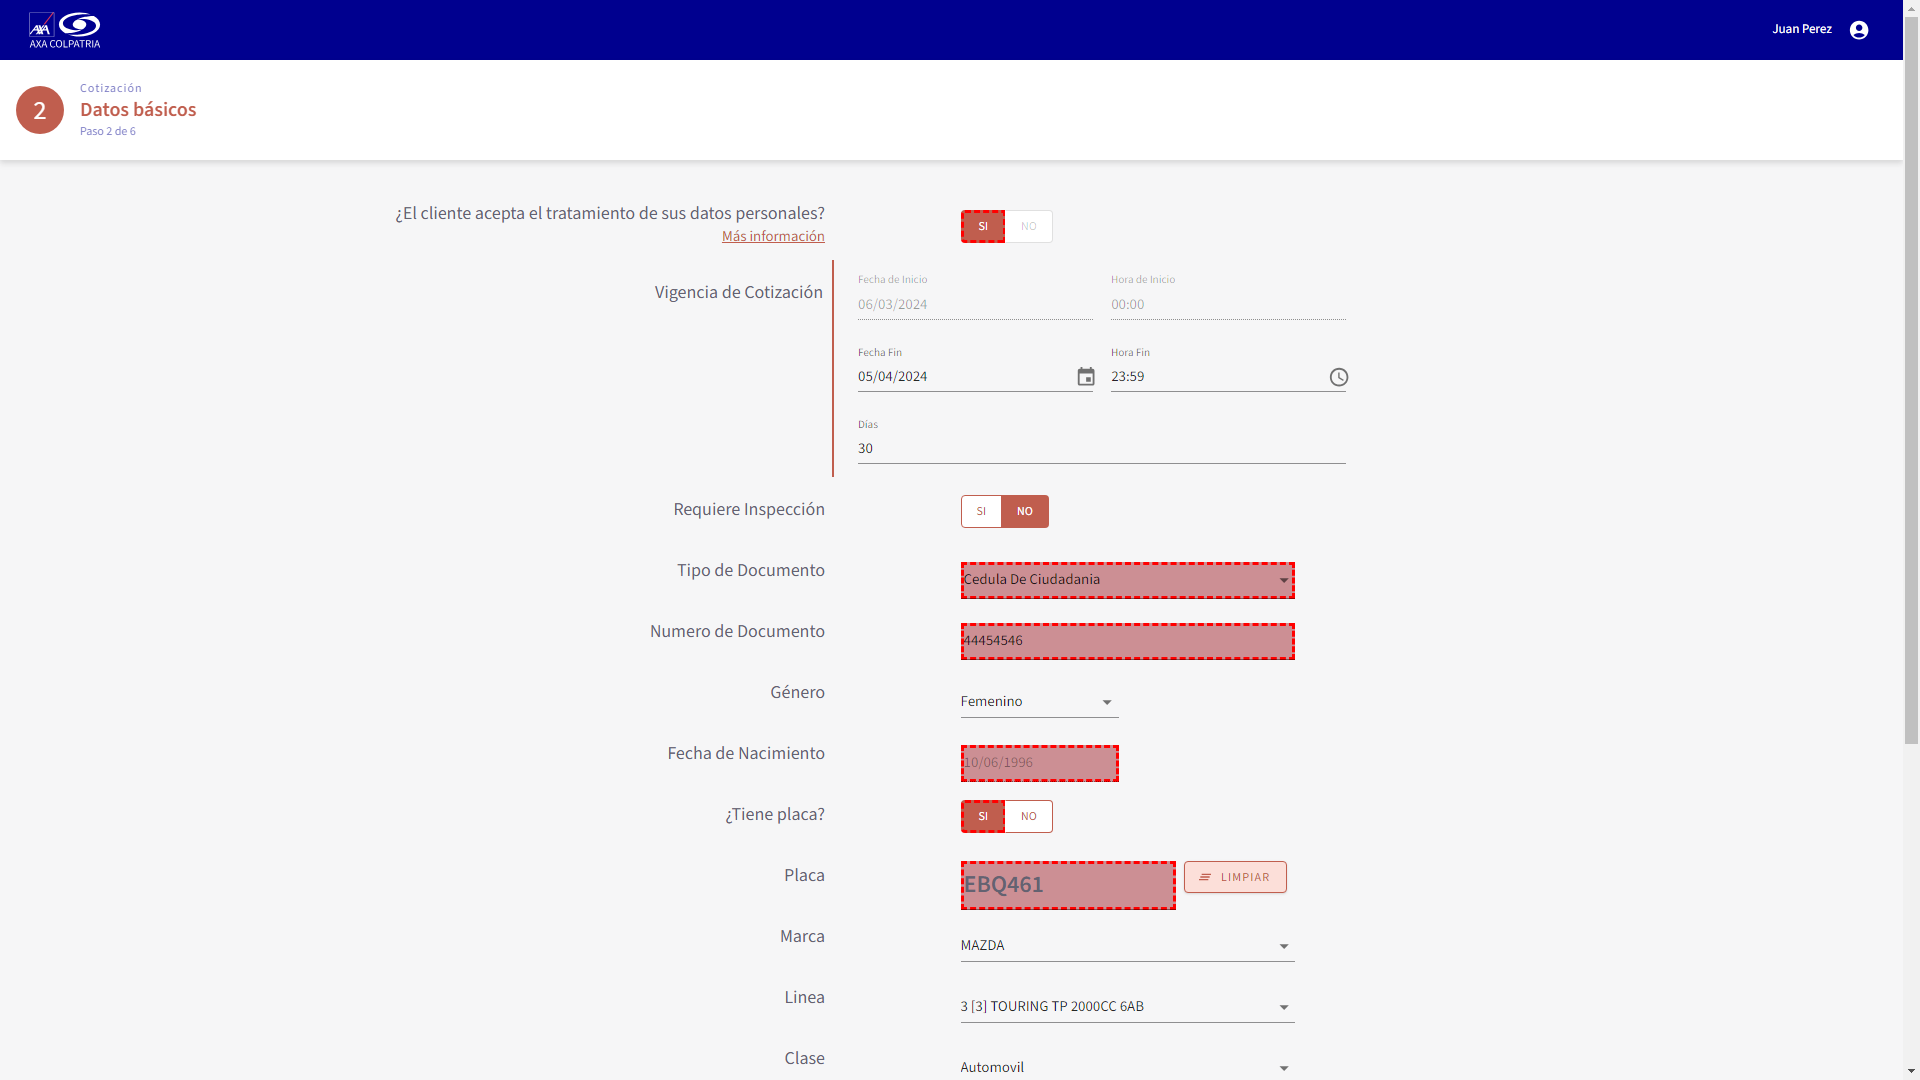 AXA
AXA COLPATRIA
Juan Perez
2
Cotización
Datos básicos
Paso 2 de 6
¿El cliente acepta el tratamiento de sus datos personales?
Más información
SI
NO
Vigencia de Cotización
Fecha de Inicio
06/03/2024
Hora de Inicio
00:00
Fecha Fin
05/04/2024
Hora Fin
23:59
Días
30
Requiere Inspección
SI
NO
Tipo de Documento
Cedula De Ciudadania
Numero de Documento
44454546
Género
Femenino
Fecha de Nacimiento
10/06/1996
¿Tiene placa?
SI
NO
Placa
EBQ461
LIMPIAR
Marca
MAZDA
Linea
3 [3] TOURING TP 2000CC 6AB
Clase
Automovil